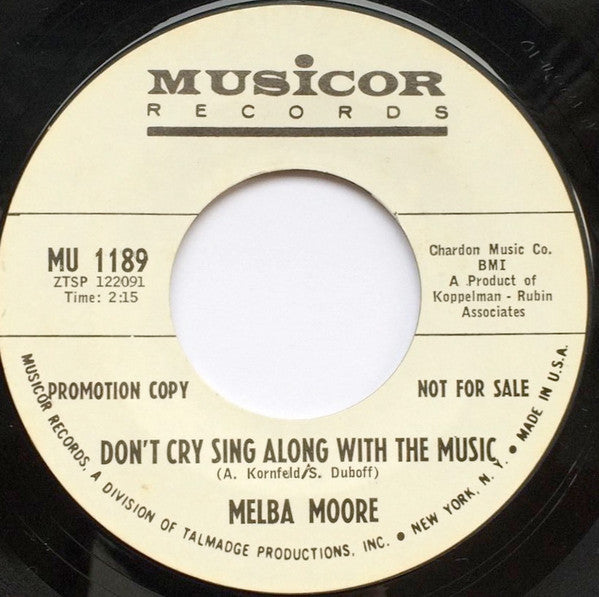 MUSICOR
RECORDS
MU 1189
ZTSP 122091
Time: 2:15
Chardon Music Co.
BMI
A Product of
Koppelman - Rubin
Associates
PROMOTION COPY
NOT FOR SALE
DON'T CRY SING ALONG WITH THE MUSIC
(A. Kornfeld/S. Duboff)
MELBA MOORE
MUSICOR RECORDS, A DIVISION OF TALMADGE PRODUCTIONS, INC. • NEW YORK, N. Y. • MADE IN U.S.A.